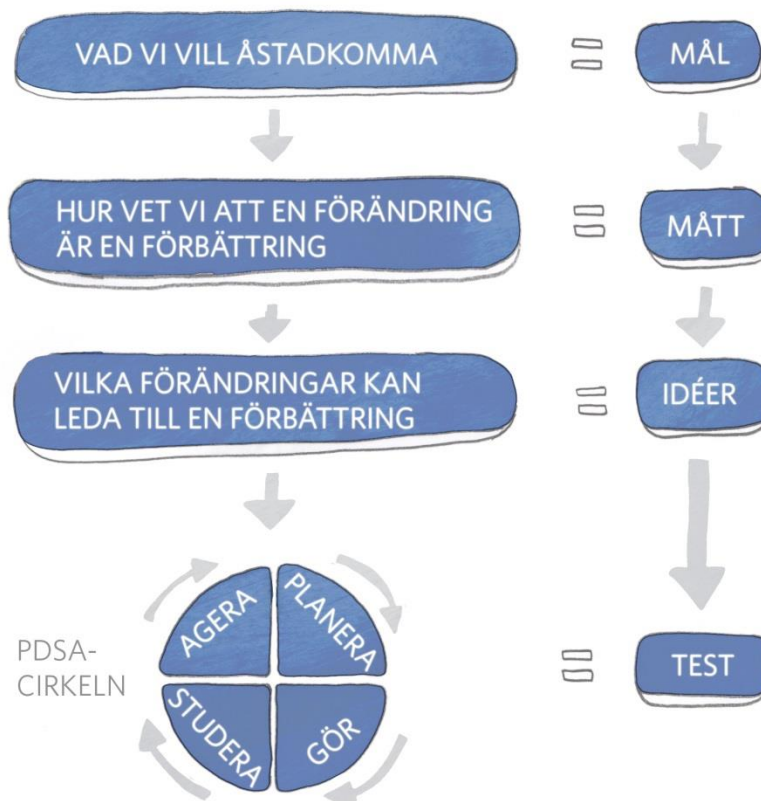 VAD VI VILL ÅSTADKOMMA
MÅL
HUR VET VI ATT EN FÖRÄNDRING
ÄR EN FÖRBÄTTRING
MÅTT
VILKA FÖRÄNDRINGAR KAN
LEDA TILL EN FÖRBÄTTRING
IDÉER
PDSA-
CIRKELN
AGERA
PLANERA
STUDERA
GÖR
TEST